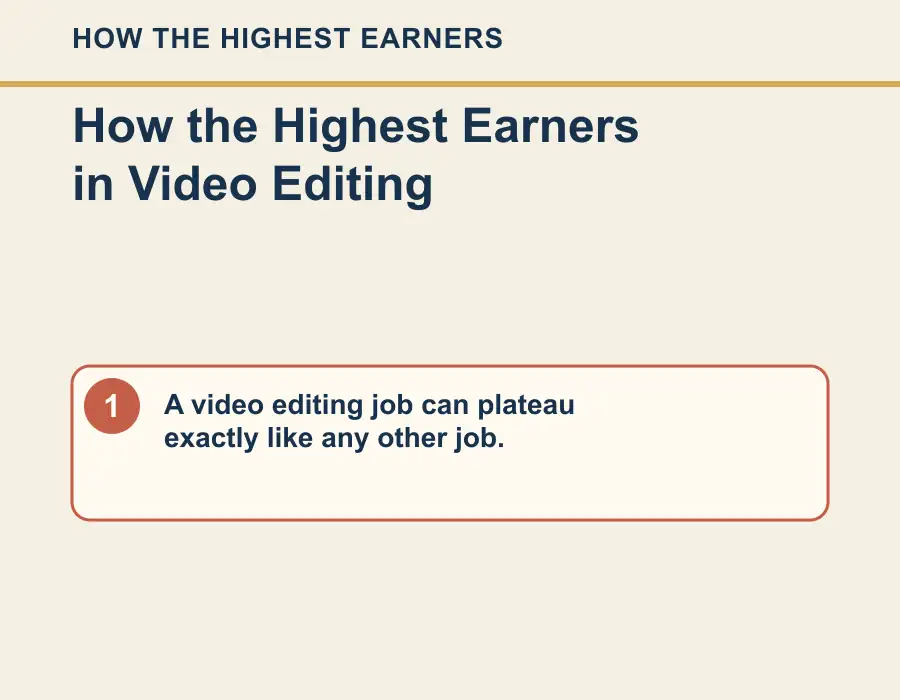 HOW THE HIGHEST EARNERS
How the Highest Earners
in Video Editing
1
A video editing job can plateau
exactly like any other job.